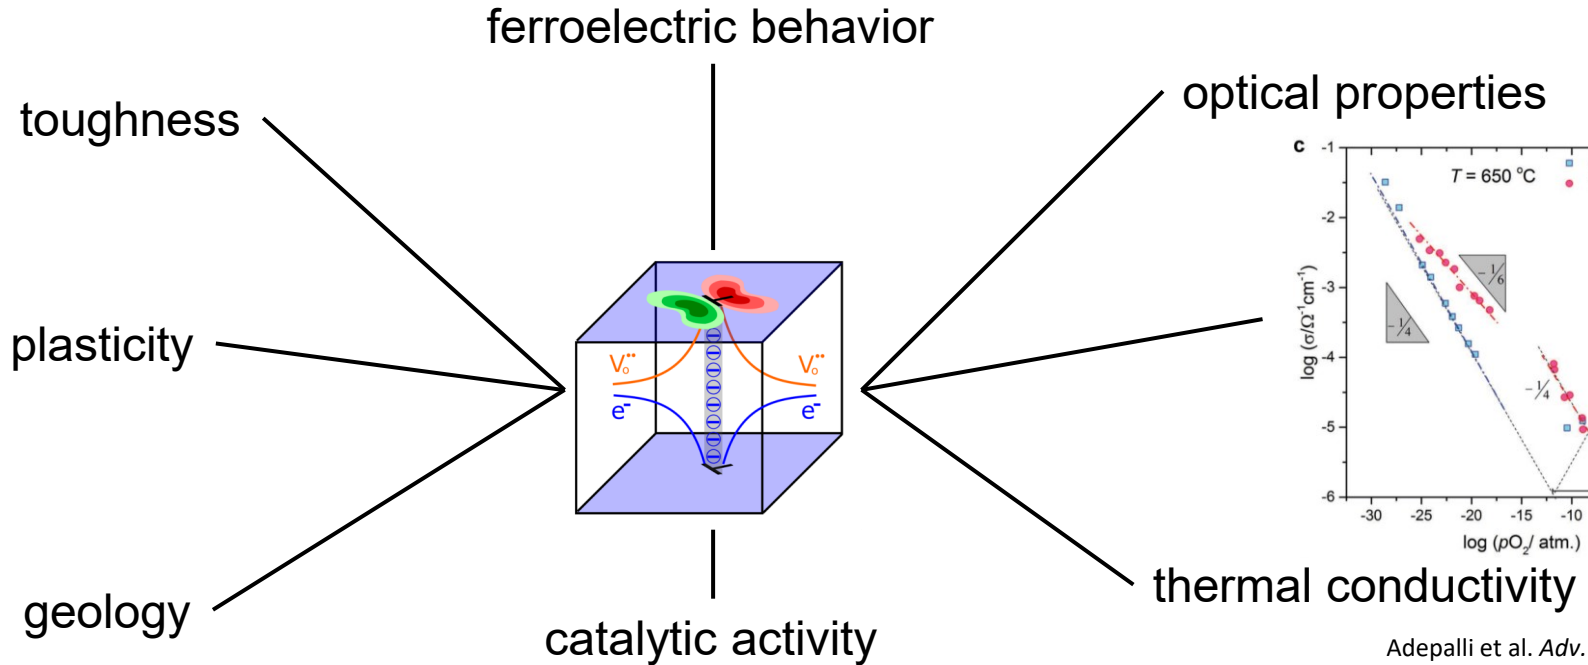 ferroelectric behavior
toughness
optical properties
plasticity
geology
catalytic activity
thermal conductivity
V₀••
V₀••
e⁻
e⁻
c
T = 650 °C
-1
-2
-3
-4
-5
-6
log (σ/Ω⁻¹cm⁻¹)
-1/6
-1/4
-1/4
-30
-25
-20
-15
-10
log (pO₂/ atm.)
Adepalli et al. Adv.